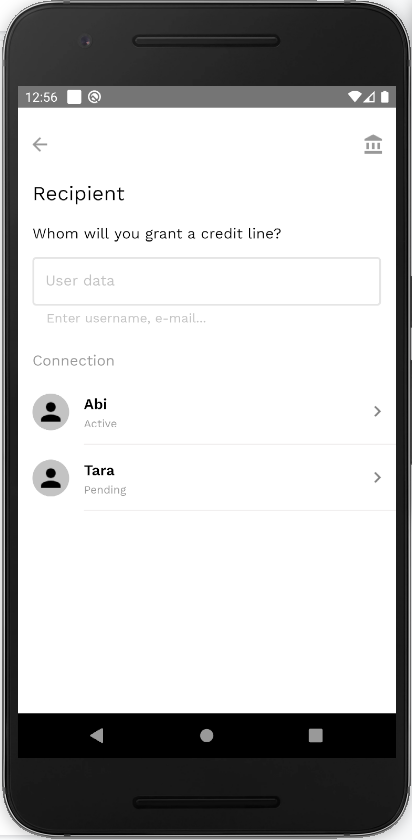 12:56
Recipient
Whom will you grant a credit line?
User data
Enter username, e-mail...
Connection
Abi
Active
Tara
Pending